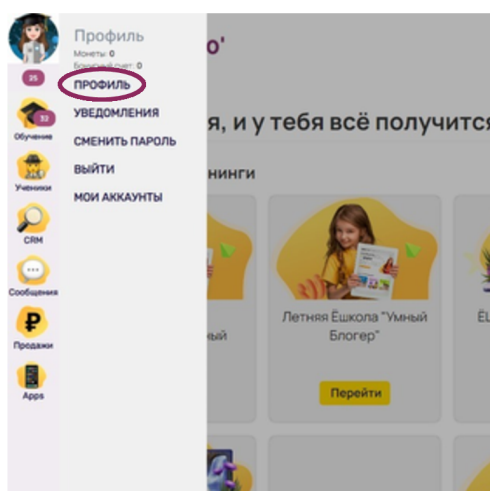 Профиль
Монеты: 0
Бонусный счет: 0
ПРОФИЛЬ
УВЕДОМЛЕНИЯ
СМЕНИТЬ ПАРОЛЬ
ВЫЙТИ
МОИ АККАУНТЫ
25
32
Обучение
Ученики
CRM
Сообщения
Продажи
Apps
о'
я, и у тебя всё получится
нинги
Летняя Ёшкола "Умный
Блогер"
ный
Перейти